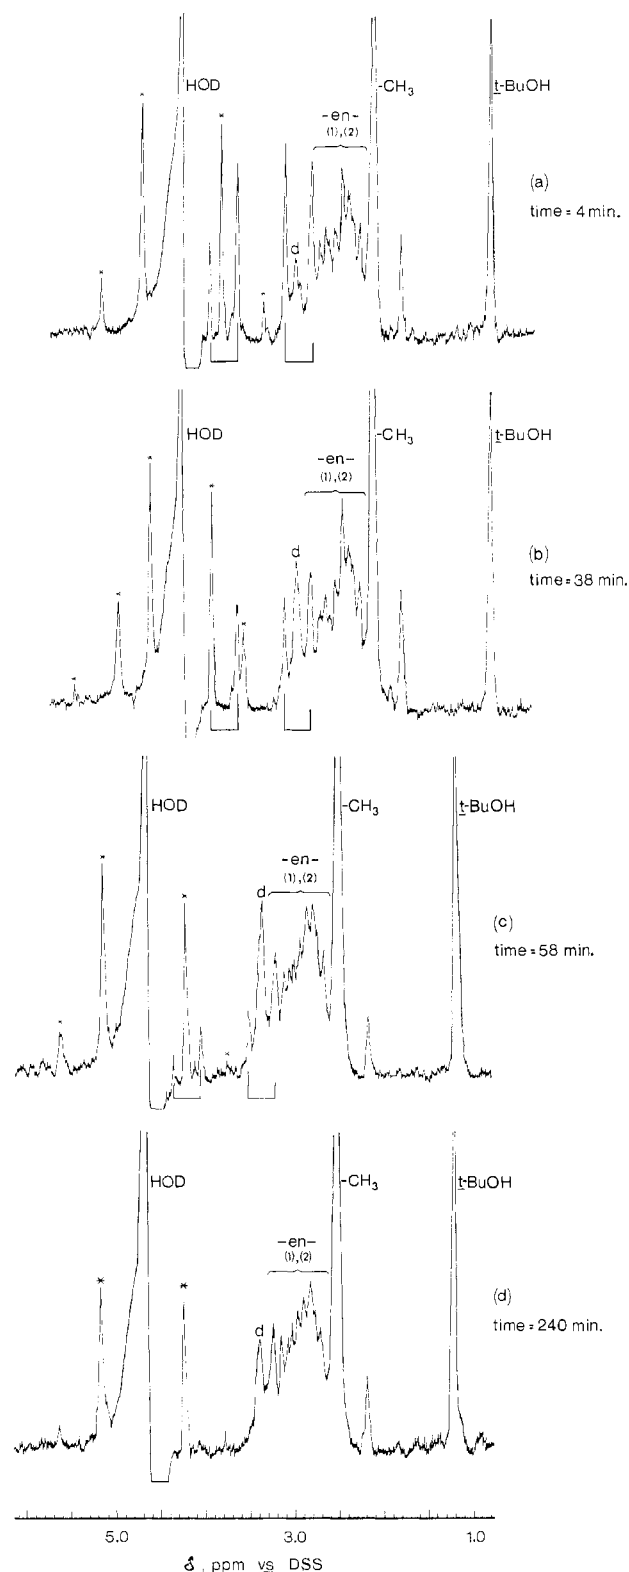 HOD
-CH₃
t-BuOH
-en-
(1),(2)
d
(a)
time = 4 min.
HOD
-CH₃
t-BuOH
-en-
(1),(2)
d
(b)
time = 38 min.
HOD
-CH₃
t-BuOH
-en-
(1),(2)
d
(c)
time = 58 min.
HOD
-CH₃
t-BuOH
-en-
(1),(2)
d
(d)
time = 240 min.
5.0 3.0 1.0
δ, ppm vs DSS